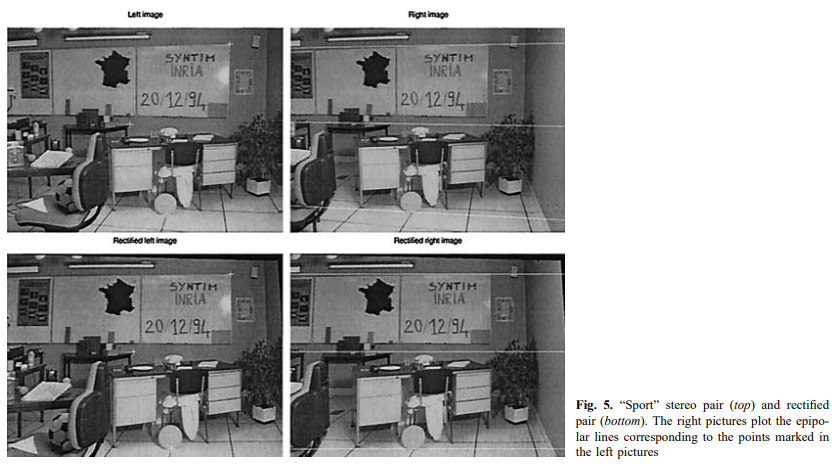 Left image
Right image
SYNTIM
INRIA
20/12/94
SYNTIM
INRIA
20/12/94
Rectified left image
Rectified right image
SYNTIM
INRIA
20/12/94
SYNTIM
INRIA
20/12/94
Fig. 5. “Sport” stereo pair (top) and rectified
pair (bottom). The right pictures plot the epipo-
lar lines corresponding to the points marked in
the left pictures